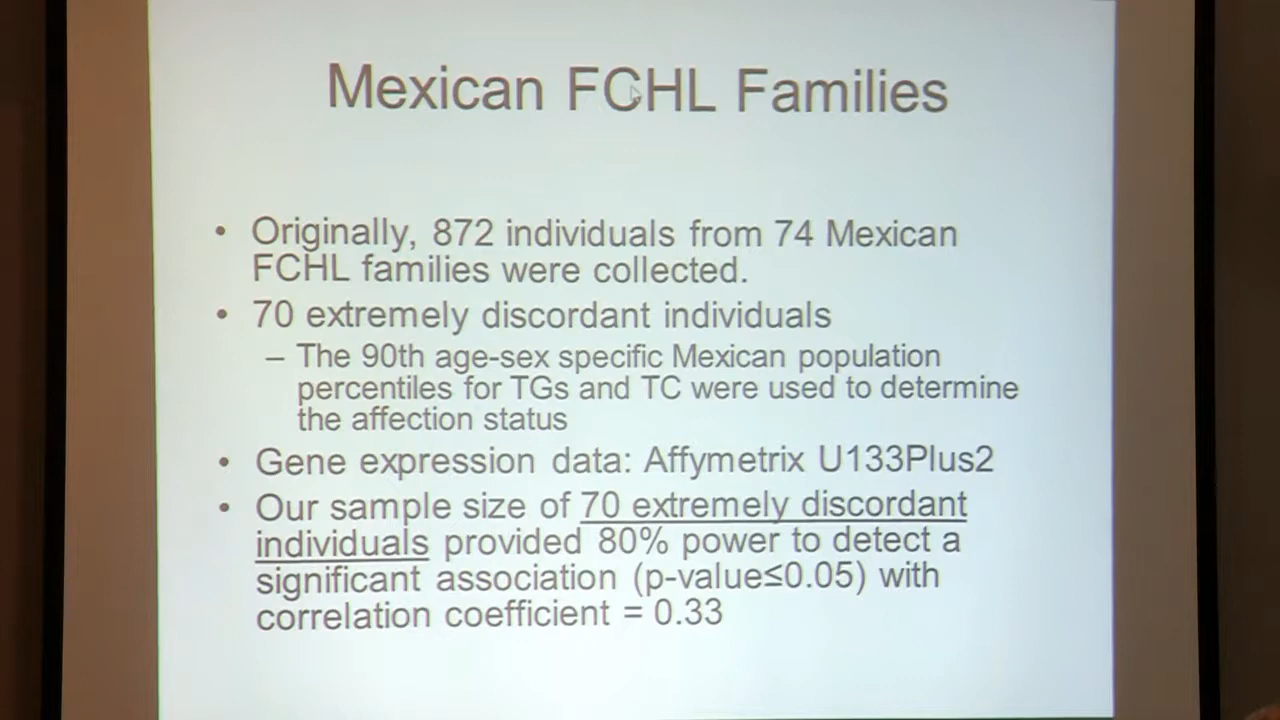 Mexican FCHL Families
• Originally, 872 individuals from 74 Mexican
FCHL families were collected.
• 70 extremely discordant individuals
– The 90th age-sex specific Mexican population
percentiles for TGs and TC were used to determine
the affection status
• Gene expression data: Affymetrix U133Plus2
• Our sample size of 70 extremely discordant
individuals provided 80% power to detect a
significant association (p-value≤0.05) with
correlation coefficient = 0.33